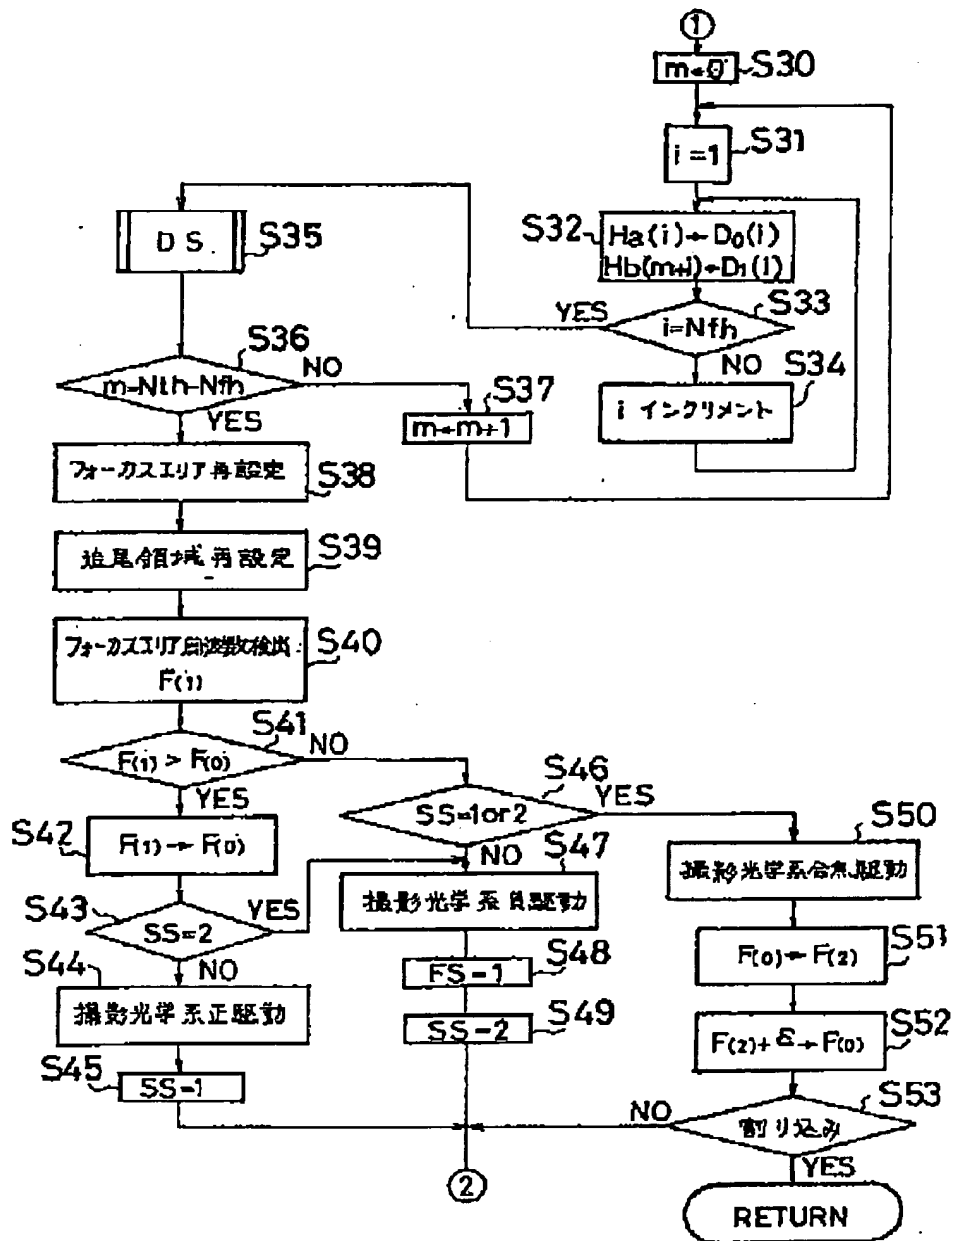 ①
m←0
S30
i=1
S31
S32
Ha(i)←D₀(i)
Hb(m+i)←D₁(i)
YES
S33
i=Nfh
NO
S34
i インクリメント
DS
S35
S36
NO
YES
S37
m←m+1
フォーカスエリア再設定
S38
追尾領域再設定
S39
フォーカスエリア周波数検出
F(1)
S40
S41
F(1) > F(0)
NO
YES
S42
F(1)→F(0)
S43
SS=2
YES
NO
S44
撮影光学系正駆動
S45
SS=1
S46
SS=1or2
YES
NO
S47
撮影光学系負駆動
S48
FS=1
SS=2
S49
S50
撮影光学系合焦駆動
S51
F(0)→F(2)
S52
F(2)+ε→F(0)
S53
割り込み
NO
YES
②
RETURN